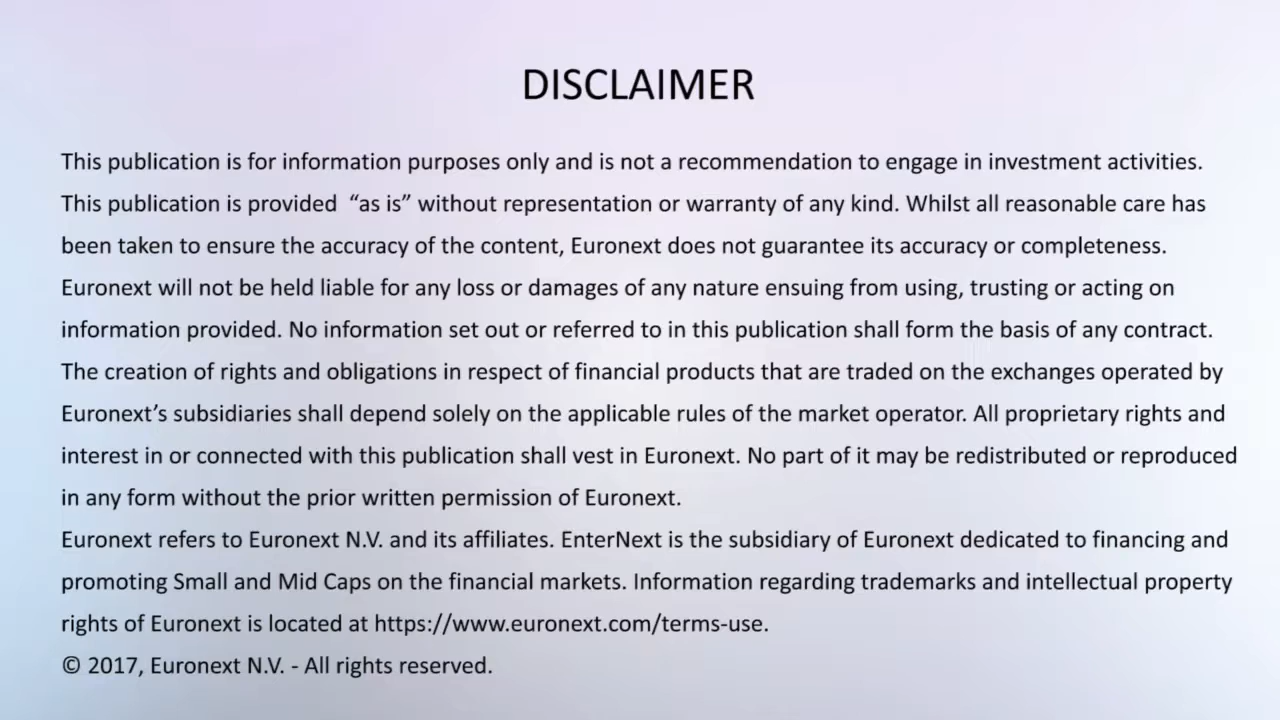 DISCLAIMER
This publication is for information purposes only and is not a recommendation to engage in investment activities.
This publication is provided  “as is” without representation or warranty of any kind. Whilst all reasonable care has
been taken to ensure the accuracy of the content, Euronext does not guarantee its accuracy or completeness.
Euronext will not be held liable for any loss or damages of any nature ensuing from using, trusting or acting on
information provided. No information set out or referred to in this publication shall form the basis of any contract.
The creation of rights and obligations in respect of financial products that are traded on the exchanges operated by
Euronext’s subsidiaries shall depend solely on the applicable rules of the market operator. All proprietary rights and
interest in or connected with this publication shall vest in Euronext. No part of it may be redistributed or reproduced
in any form without the prior written permission of Euronext.
Euronext refers to Euronext N.V. and its affiliates. EnterNext is the subsidiary of Euronext dedicated to financing and
promoting Small and Mid Caps on the financial markets. Information regarding trademarks and intellectual property
rights of Euronext is located at https://www.euronext.com/terms-use.
© 2017, Euronext N.V. - All rights reserved.